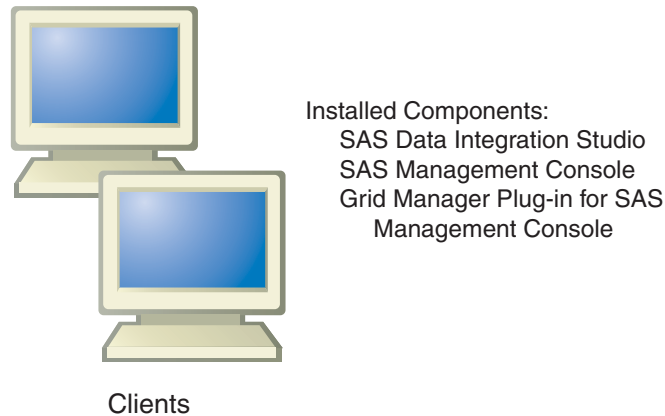 Installed Components:
SAS Data Integration Studio
SAS Management Console
Grid Manager Plug-in for SAS
Management Console
Clients